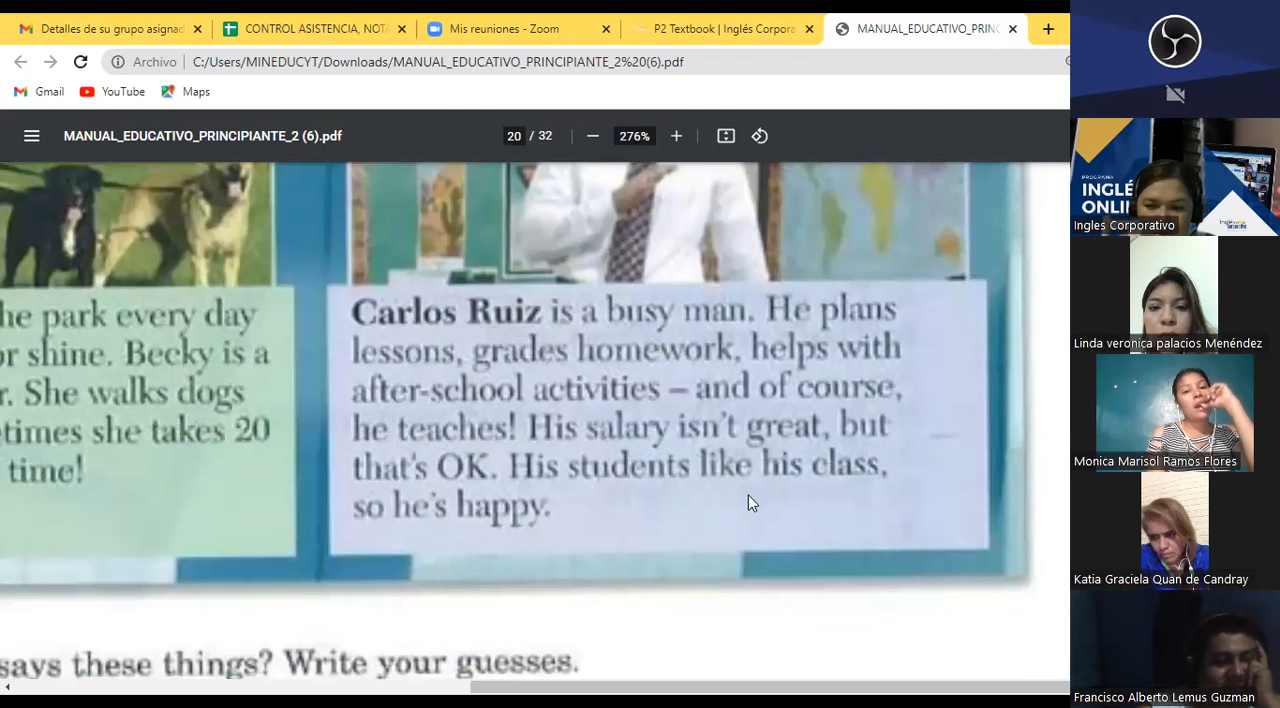 Detalles de su grupo asignad
CONTROL ASISTENCIA, NOT
Mis reuniones - Zoom
P2 Textbook | Inglés Corpora
MANUAL_EDUCATIVO_PRINC
Archivo
C:/Users/MINEDUCYT/Downloads/MANUAL_EDUCATIVO_PRINCIPIANTE_2%20(6).pdf
Gmail
YouTube
Maps
MANUAL_EDUCATIVO_PRINCIPIANTE_2 (6).pdf
20 / 32
276%
he park every day
or shine. Becky is a
r. She walks dogs
times she takes 20
time!
Carlos Ruiz is a busy man. He plans
lessons, grades homework, helps with
after-school activities – and of course,
he teaches! His salary isn't great, but
that's OK. His students like his class,
so he's happy.
says these things? Write your guesses.
PROGRAMA
INGLÉ
ONLI
Ingles Corporativo
Linda veronica palacios Menéndez
Monica Marisol Ramos Flores
Katia Graciela Quan de Candray
Francisco Alberto Lemus Guzman